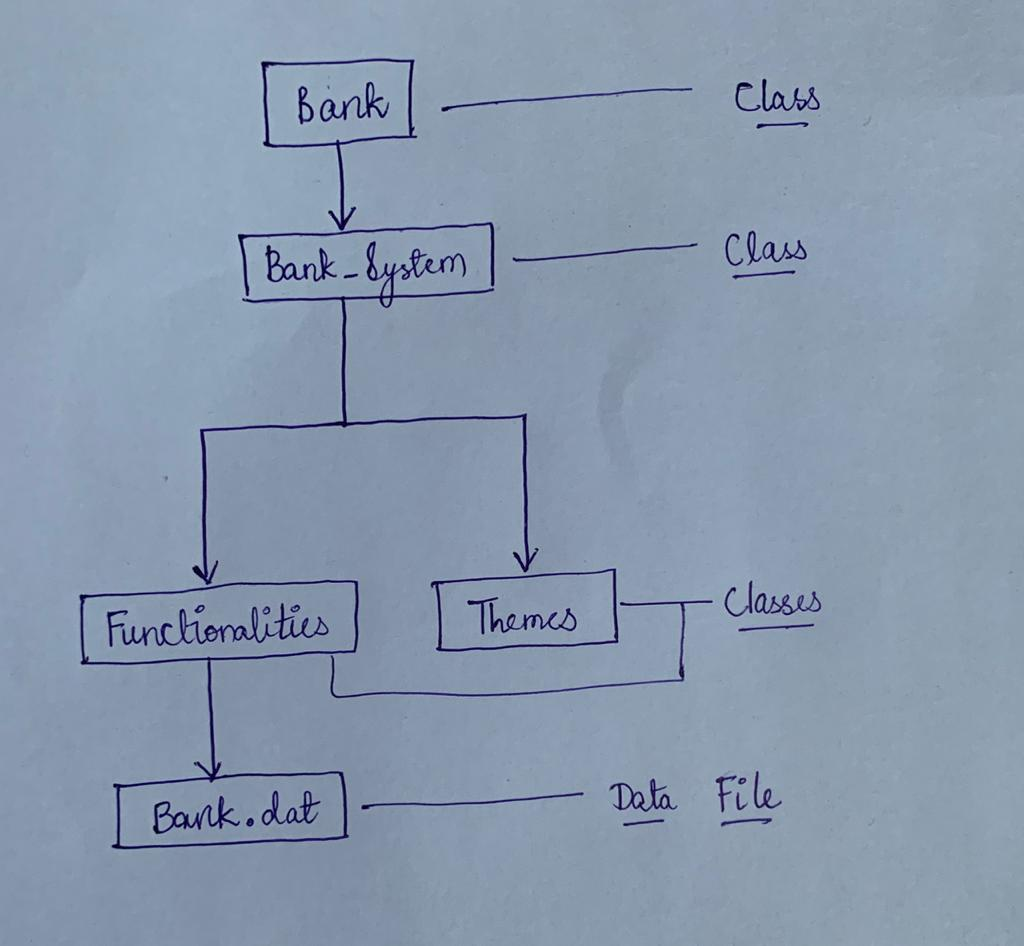 Bank Class
Bank_System Class
Functionalities Themes Classes
Bank.dat Data File